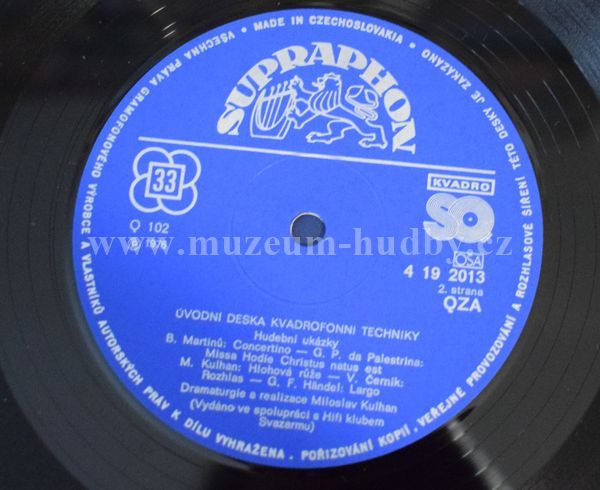 VŠECHNA PRÁVA GRAMOFONOVÉHO VÝROBCE A VLASTNÍKŮ AUTORSKÝCH PRÁV K DÍLU VYHRAŽENA. POŘIZOVÁNÍ KOPIÍ, VEŘEJNÉ PROVOZOVÁNÍ A ROZHLASOVÉ ŠÍŘENÍ TÉTO DESKY JE ZAKÁZÁNO • MADE IN CZECHOSLOVAKIA •
SUPRAPHON
33
KVADRO
SQ
Q 102
Ⓟ 1976
www.muzeum-hudby.cz
OSA
4 19 2013
2. strana
QZA
ÚVODNÍ DESKA KVADROFONNÍ TECHNIKY
Hudební ukázky
B. Martinů: Concertino — G. P. da Palestrina:
Missa Hodie Christus natus est
M. Kulhan: Hlohová růže — V. Černík:
Rozhlas — G. F. Händel: Largo
Dramaturgie a realizace Miloslav Kulhan
(Vydáno ve spolupráci s Hifi klubem
Svazarmu)